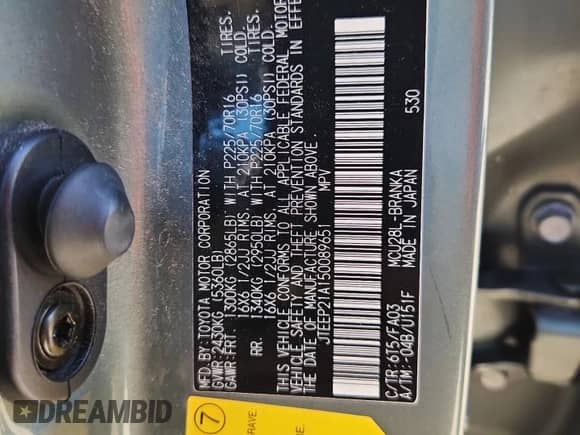 MFD. BY: TOYOTA MOTOR CORPORATION
GVWR: 2430KG (5360LB)
GAWR: FRT. 1300KG (2865LB) WITH P225/70R16 TIRES.
16X6 1/2JJ RIMS. AT 210KPA (30PSI) COLD.
RR. 1340KG (2950LB) WITH P225/70R16 TIRES.
16X6 1/2JJ RIMS. AT 210KPA (30PSI) COLD.
THIS VEHICLE CONFORMS TO ALL APPLICABLE FEDERAL MOTOR
VEHICLE SAFETY AND THEFT PREVENTION STANDARDS IN EFFE
THE DATE OF MANUFACTURE SHOWN ABOVE.
JTEEP21A150089651 MPV
C/TR: 6T5/FA03 MCU28L-BRANKA 530
A/TM: -04B/U151F MADE IN JAPAN
7
GRAVE.
DREAMBID